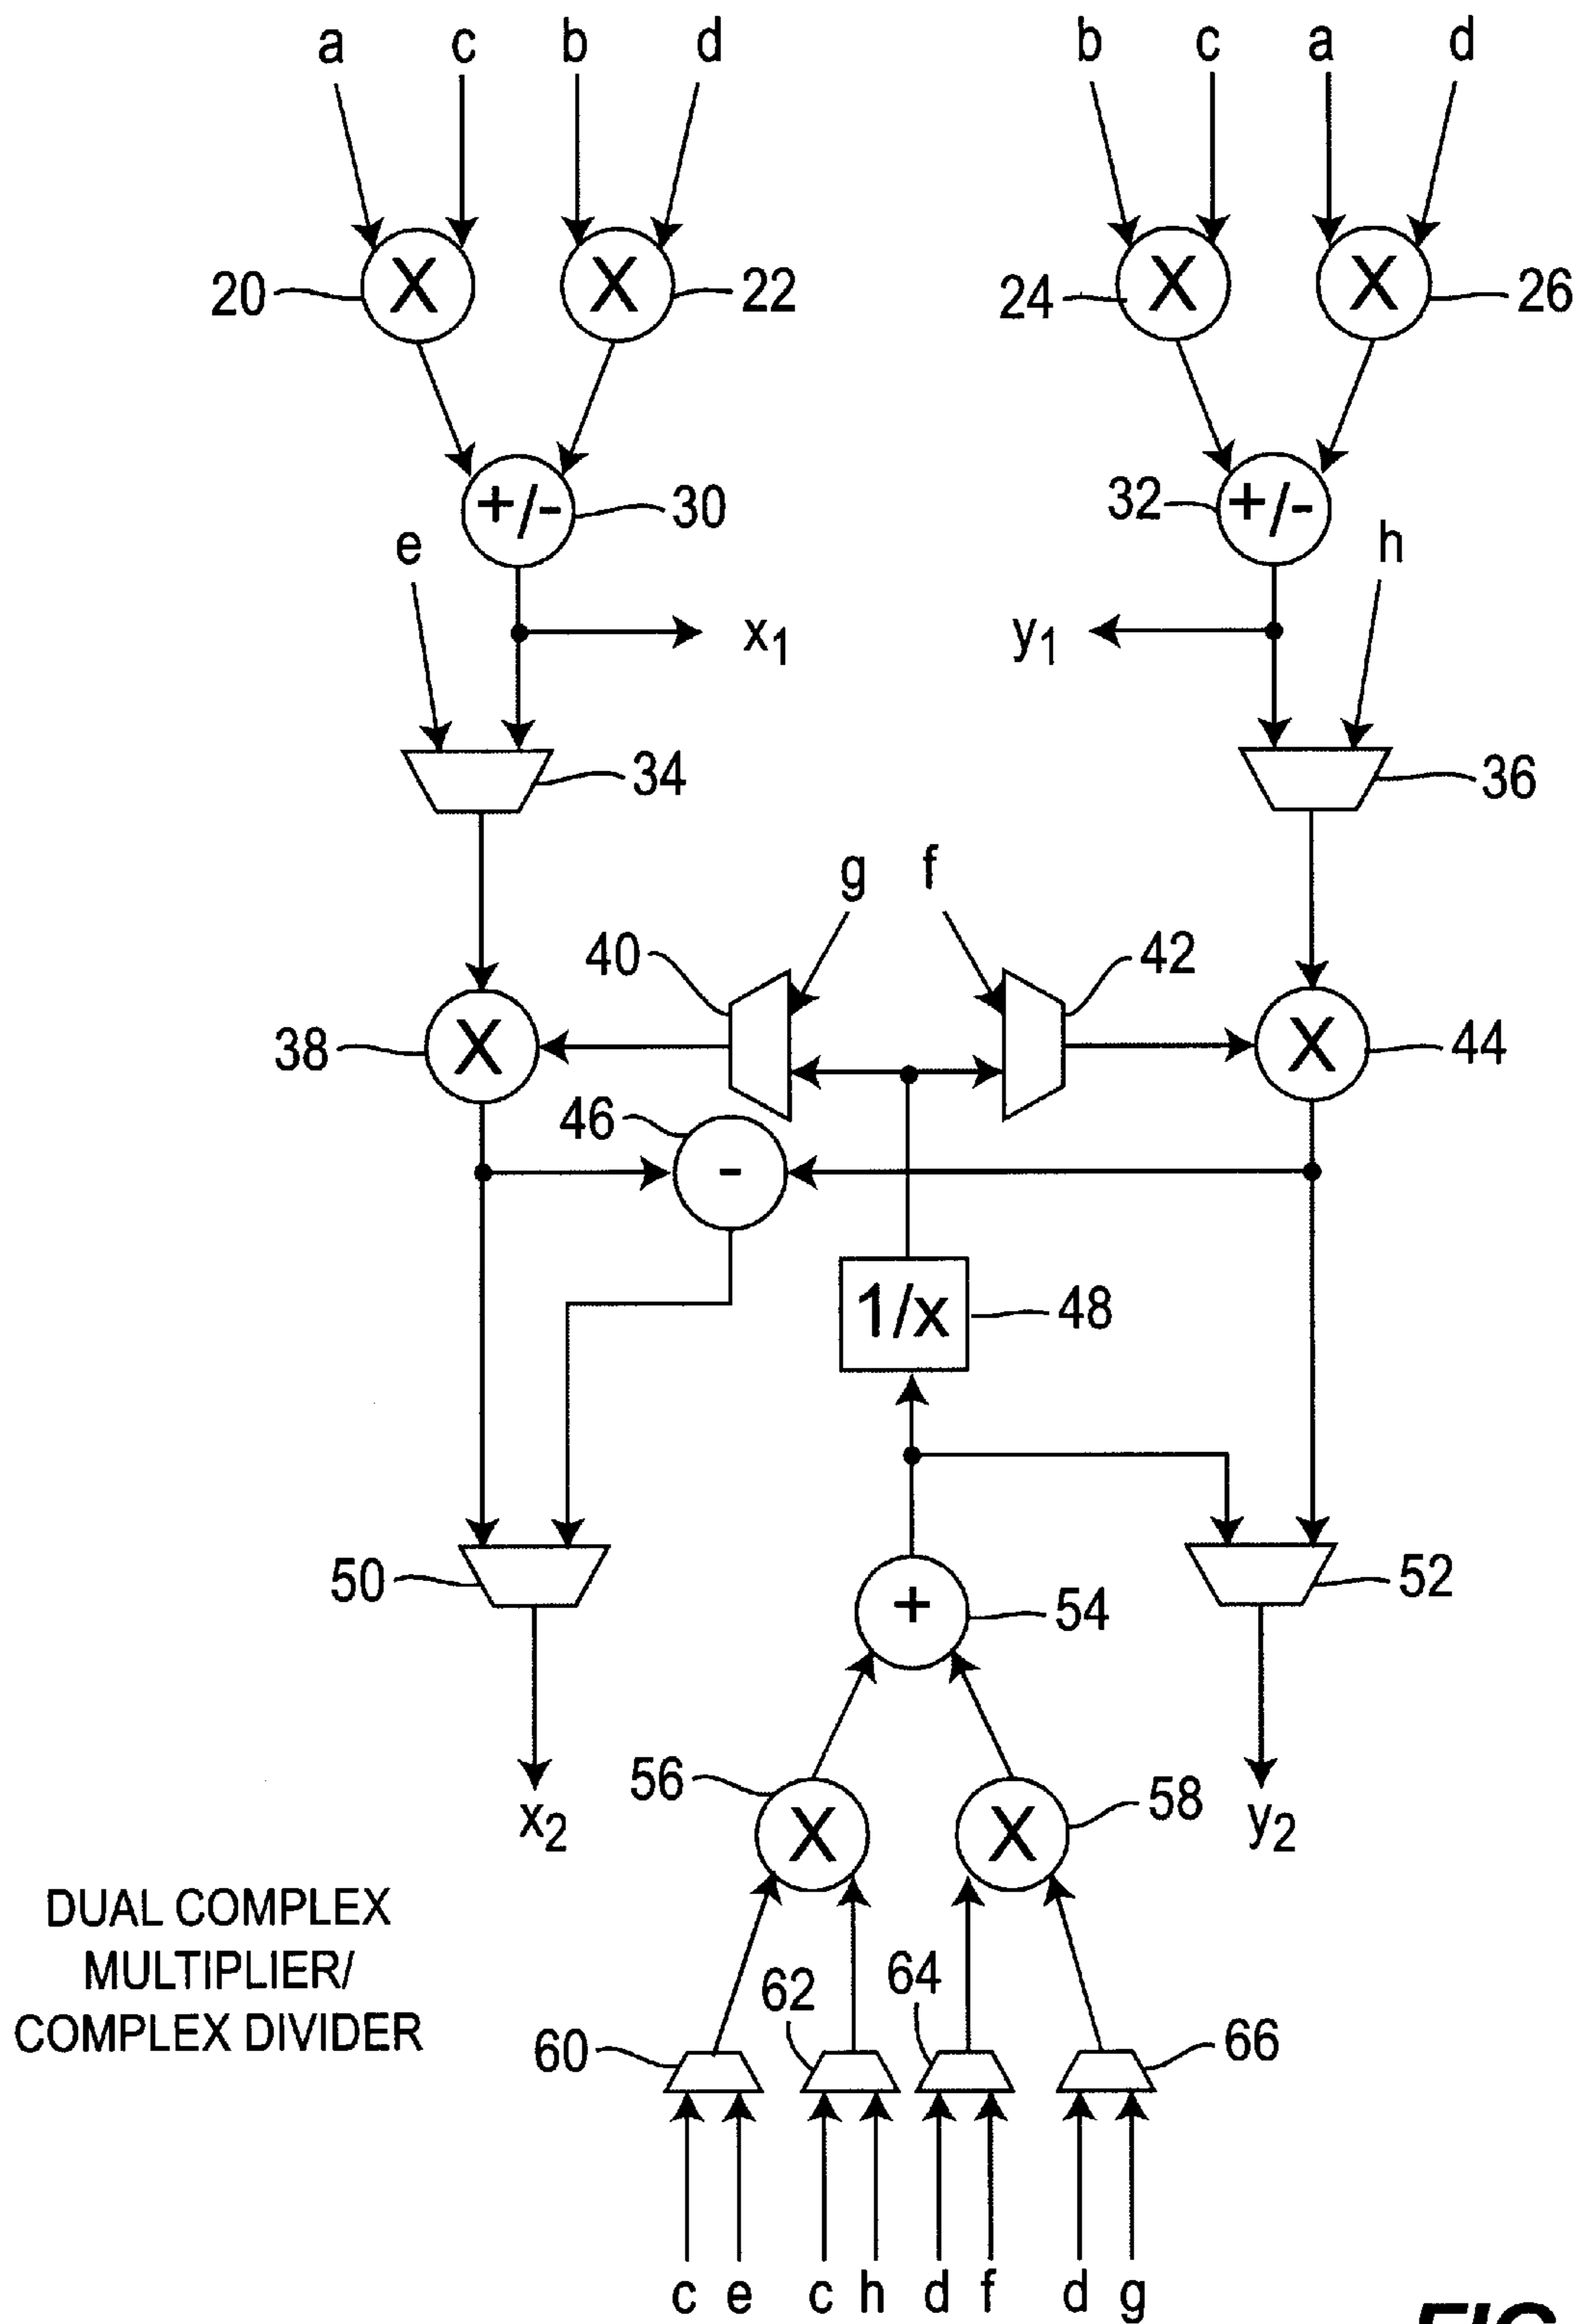 a c b d b c a d
X X X X
20 22 24 26
+/- +/-
30 32
e h
x1 y1
34 36
g f
40 42
X X
38 44
46
-
1/x
48
50 52
+
54
56 58
X X
x2 y2
DUAL COMPLEX
MULTIPLIER/
COMPLEX DIVIDER
60 62 64 66
c e c h d f d g